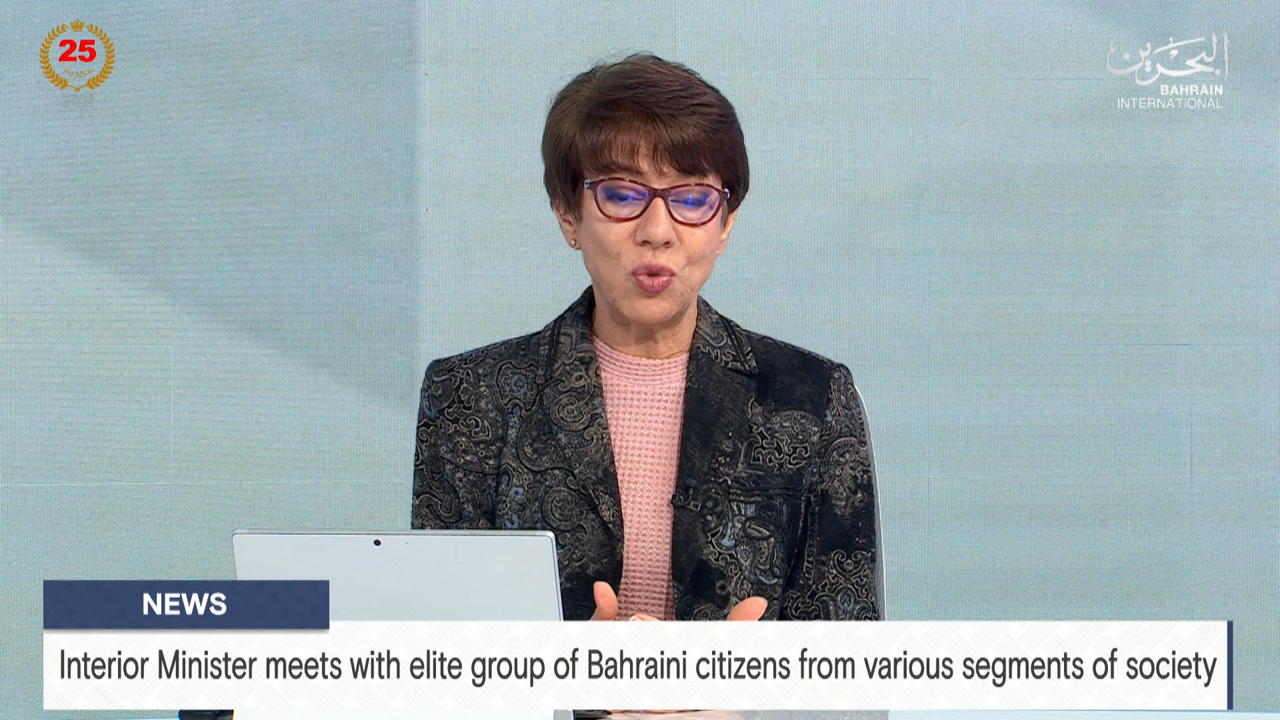 25
البحرين
BAHRAIN
INTERNATIONAL
NEWS
Interior Minister meets with elite group of Bahraini citizens from various segments of society